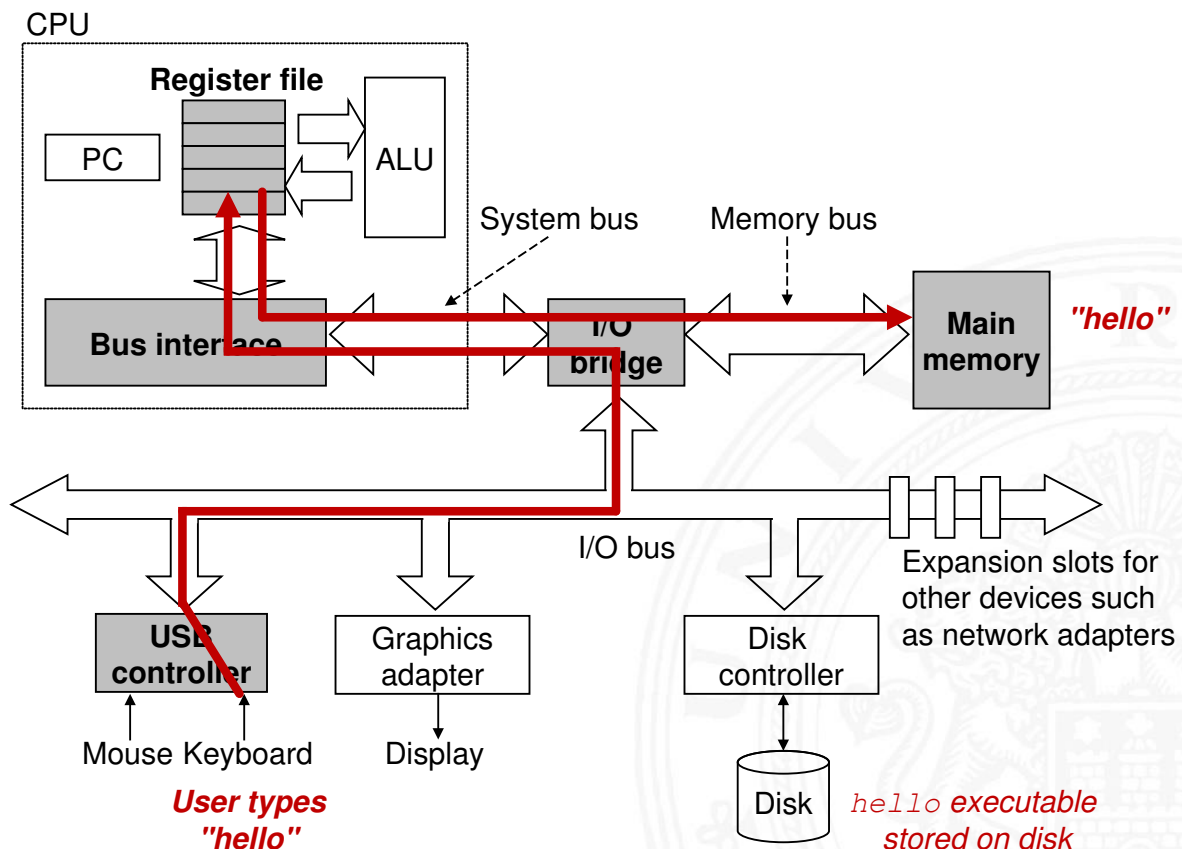 CPU
Register file
PC
ALU
System bus
Memory bus
Bus interface
I/O
bridge
Main
memory
"hello"
I/O bus
Expansion slots for
other devices such
as network adapters
USB
controller
Graphics
adapter
Disk
controller
Mouse Keyboard
Display
User types
"hello"
Disk
hello executable
stored on disk